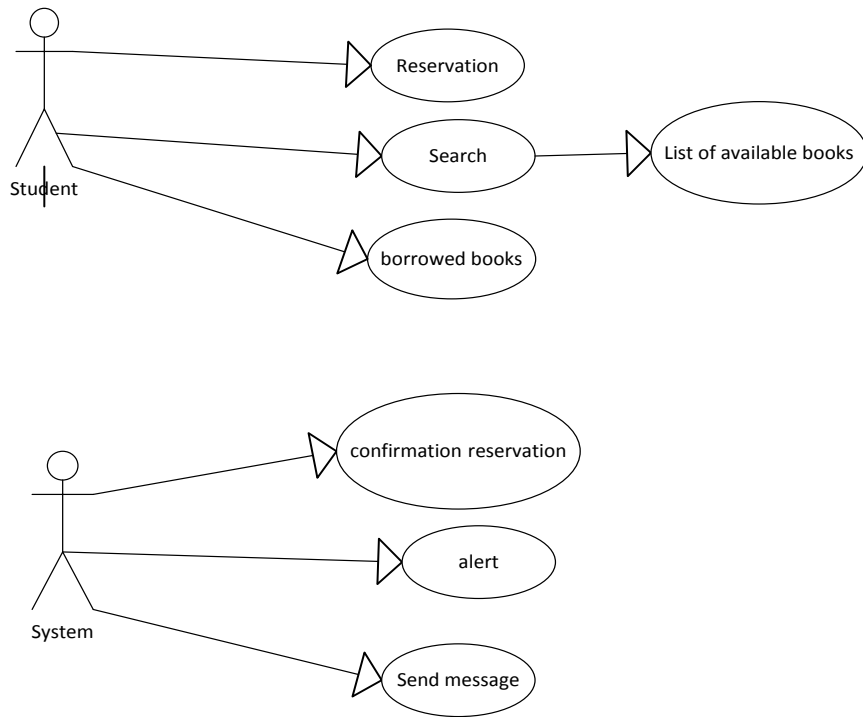 Reservation
Search
List of available books
Student
borrowed books
confirmation reservation
alert
System
Send message